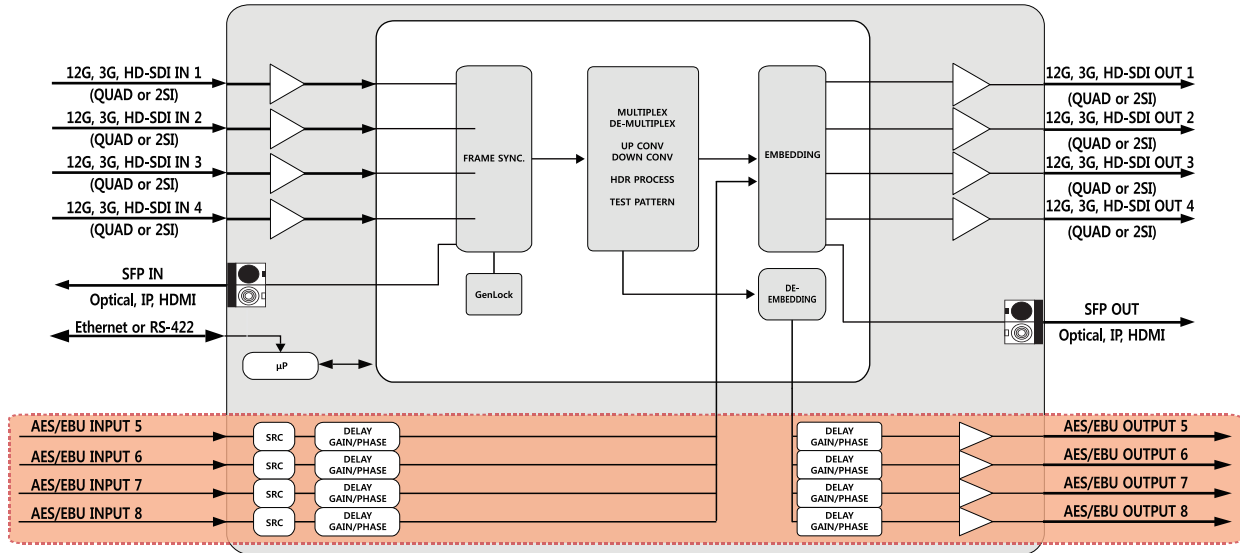 12G, 3G, HD-SDI IN 1
(QUAD or 2SI)
12G, 3G, HD-SDI IN 2
(QUAD or 2SI)
12G, 3G, HD-SDI IN 3
(QUAD or 2SI)
12G, 3G, HD-SDI IN 4
(QUAD or 2SI)
SFP IN
Optical, IP, HDMI
Ethernet or RS-422
µP
FRAME SYNC.
GenLock
MULTIPLEX
DE-MULTIPLEX
UP CONV
DOWN CONV
HDR PROCESS
TEST PATTERN
EMBEDDING
DE-
EMBEDDING
12G, 3G, HD-SDI OUT 1
(QUAD or 2SI)
12G, 3G, HD-SDI OUT 2
(QUAD or 2SI)
12G, 3G, HD-SDI OUT 3
(QUAD or 2SI)
12G, 3G, HD-SDI OUT 4
(QUAD or 2SI)
SFP OUT
Optical, IP, HDMI
AES/EBU INPUT 5
SRC
DELAY
GAIN/PHASE
DELAY
GAIN/PHASE
AES/EBU OUTPUT 5
AES/EBU INPUT 6
SRC
DELAY
GAIN/PHASE
DELAY
GAIN/PHASE
AES/EBU OUTPUT 6
AES/EBU INPUT 7
SRC
DELAY
GAIN/PHASE
DELAY
GAIN/PHASE
AES/EBU OUTPUT 7
AES/EBU INPUT 8
SRC
DELAY
GAIN/PHASE
DELAY
GAIN/PHASE
AES/EBU OUTPUT 8